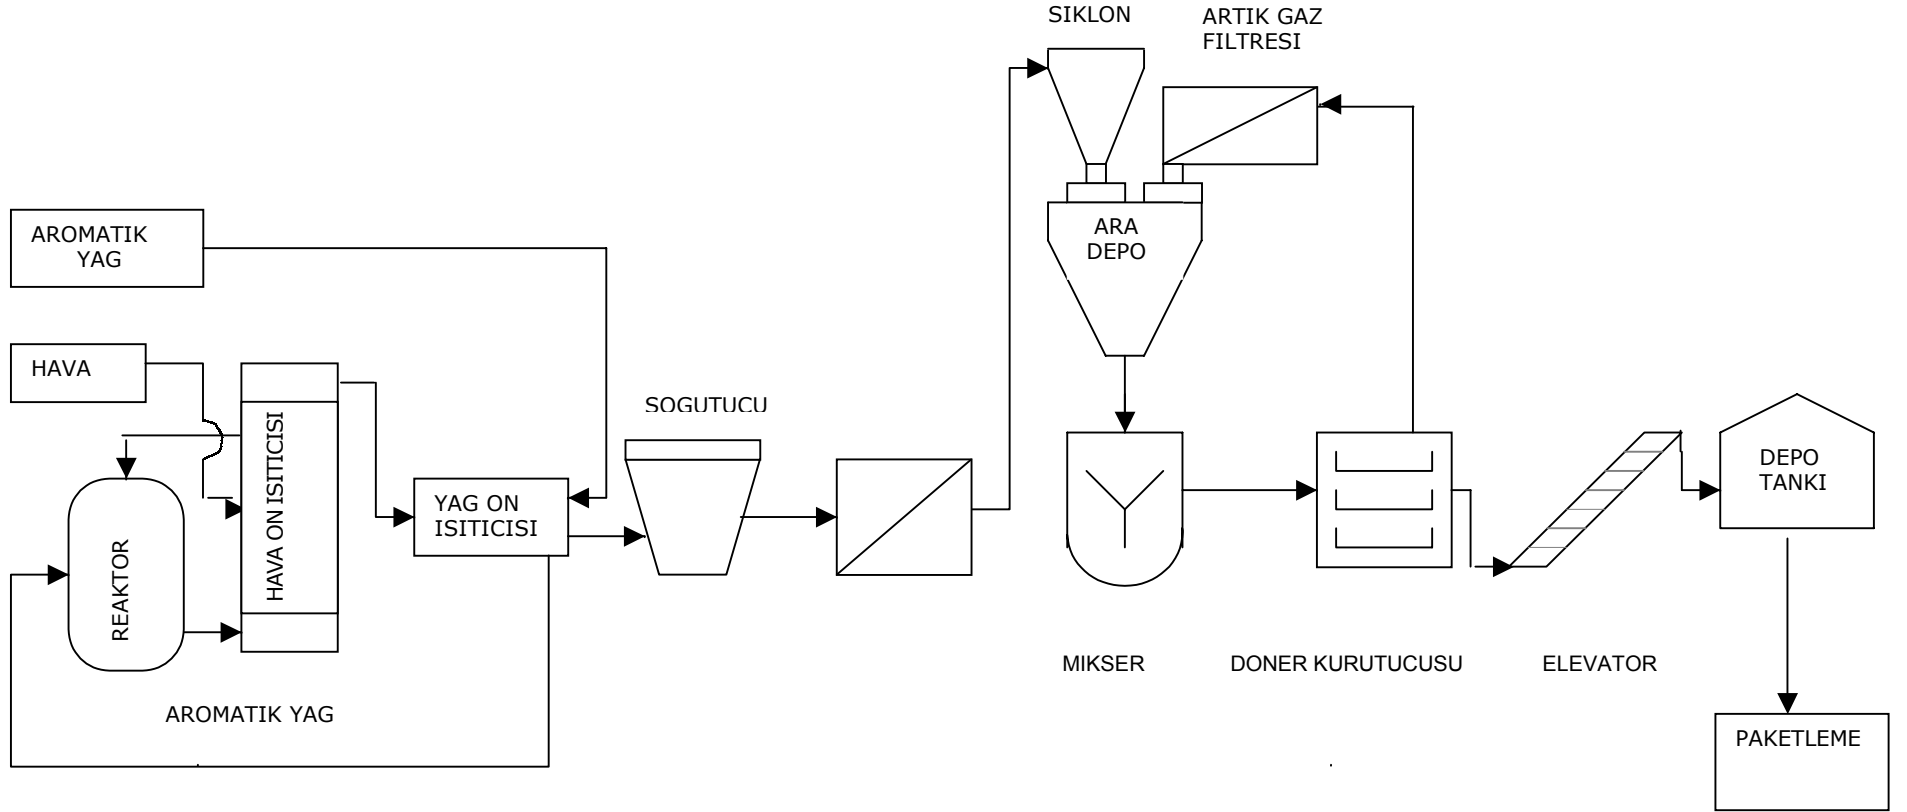 SIKLON
ARTIK GAZ
FILTRESI
AROMATIK
YAG
ARA
DEPO
HAVA
HAVA ON ISITICISI
SOGUTUCU
YAG ON
ISITICISI
REAKTOR
DEPO
TANKI
MIKSER
DONER KURUTUCUSU
ELEVATOR
AROMATIK YAG
PAKETLEME